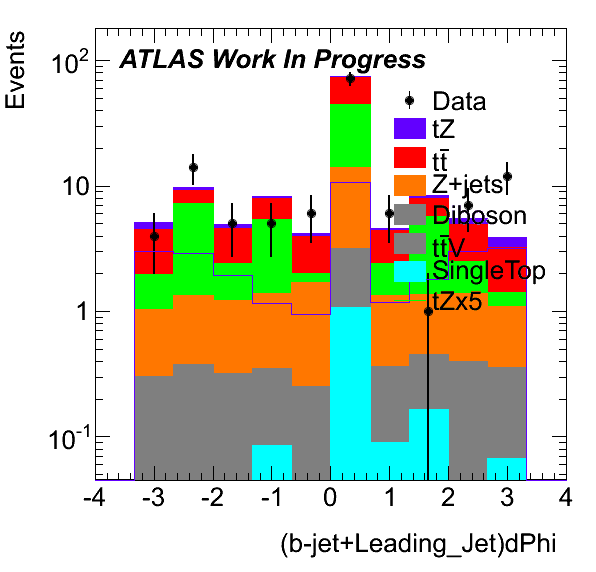 Events
ATLAS Work In Progress
Data
tZ
tt̄
Z+jets
Diboson
tt̄V
SingleTop
tZx5
10²
10
1
10⁻¹
-4 -3 -2 -1 0 1 2 3 4
(b-jet+Leading_Jet)dPhi